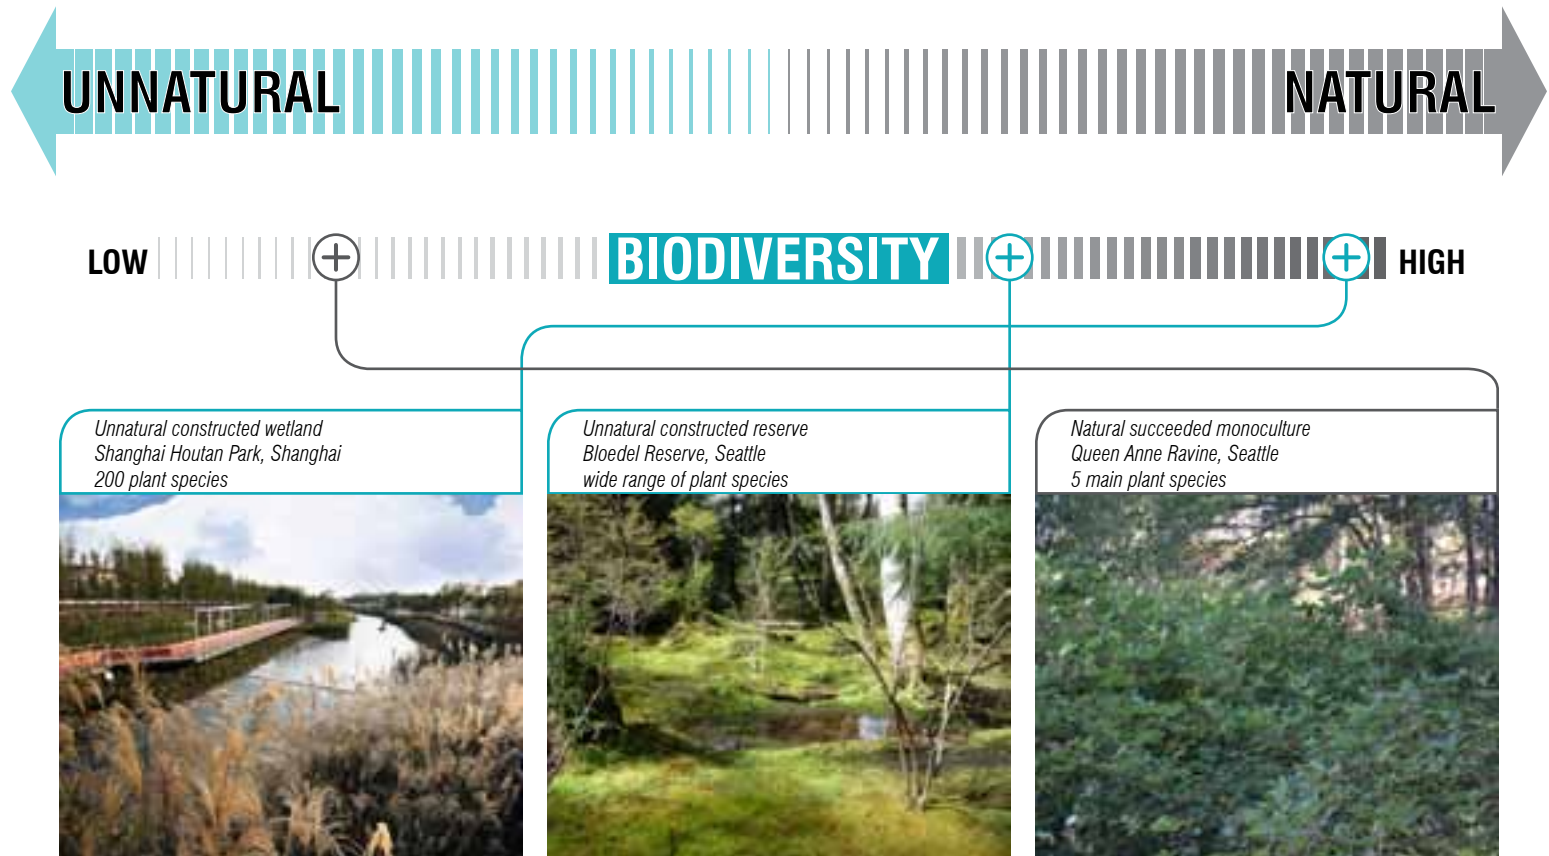 UNNATURAL
NATURAL
LOW
BIODIVERSITY
HIGH
Unnatural constructed wetland
Shanghai Houtan Park, Shanghai
200 plant species
Unnatural constructed reserve
Bloedel Reserve, Seattle
wide range of plant species
Natural succeeded monoculture
Queen Anne Ravine, Seattle
5 main plant species